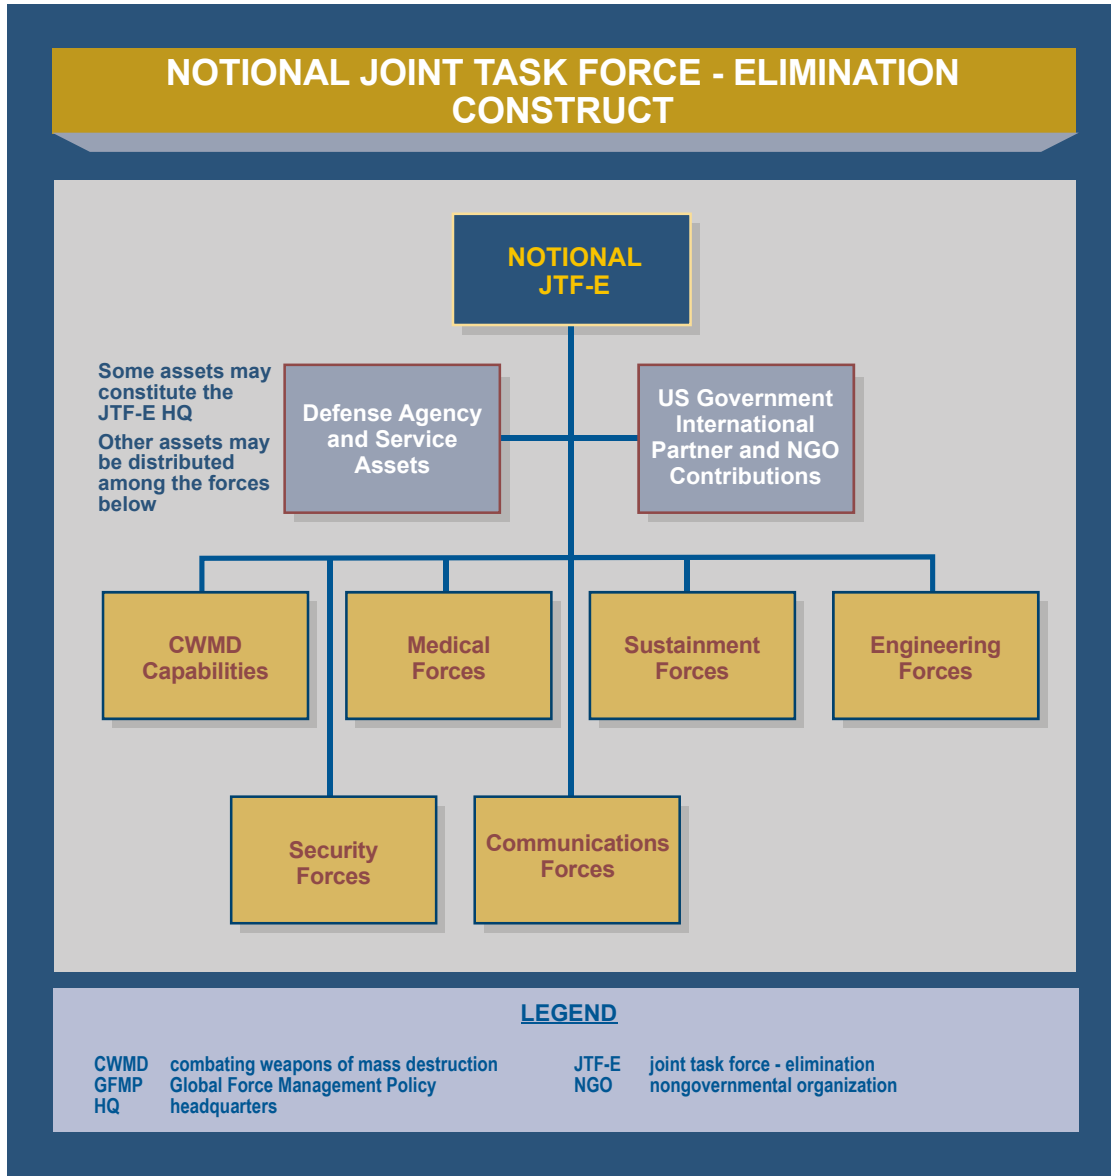 NOTIONAL JOINT TASK FORCE - ELIMINATION
CONSTRUCT
NOTIONAL
JTF-E
Some assets may
constitute the
JTF-E HQ
Other assets may
be distributed
among the forces
below
Defense Agency
and Service
Assets
US Government
International
Partner and NGO
Contributions
CWMD
Capabilities
Medical
Forces
Sustainment
Forces
Engineering
Forces
Security
Forces
Communications
Forces
LEGEND
CWMD combating weapons of mass destruction
GFMP Global Force Management Policy
HQ headquarters
JTF-E joint task force - elimination
NGO nongovernmental organization